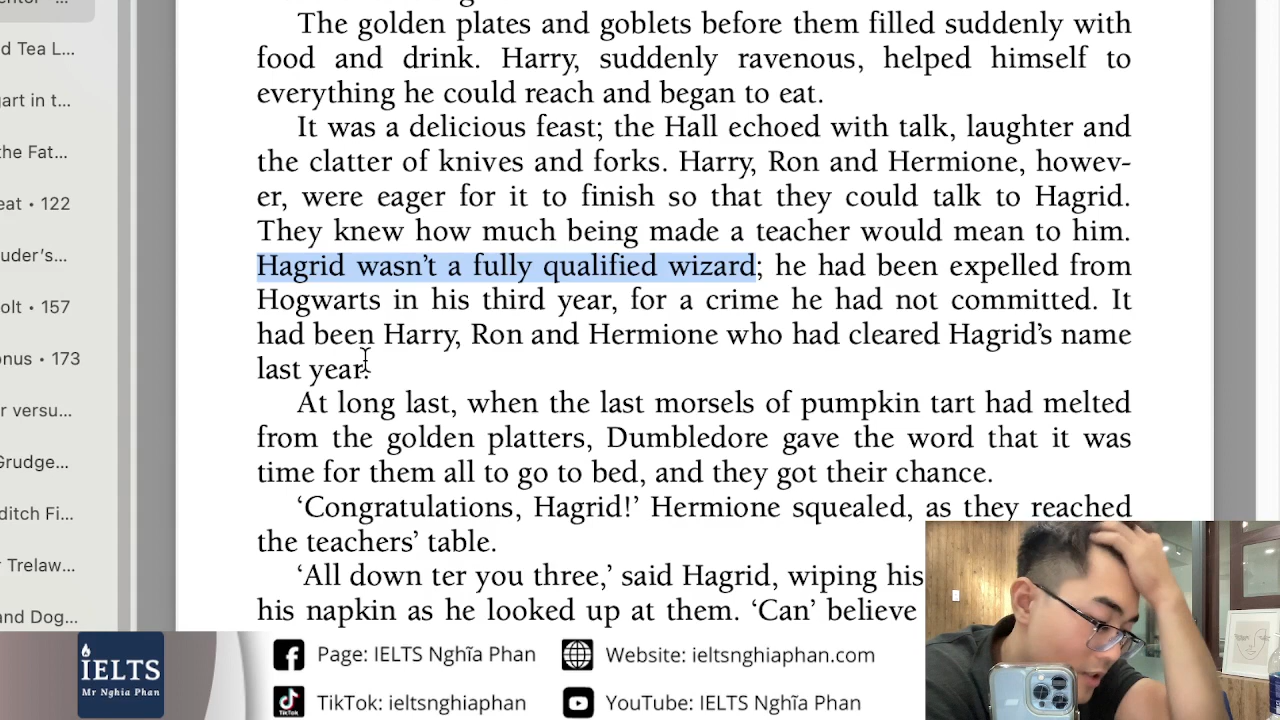 entor
The golden plates and goblets before them filled suddenly with
d Tea L...
food and drink. Harry, suddenly ravenous, helped himself to
everything he could reach and began to eat.
gart in t...
It was a delicious feast; the Hall echoed with talk, laughter and
the Fat...
the clatter of knives and forks. Harry, Ron and Hermione, howev-
eat • 122
er, were eager for it to finish so that they could talk to Hagrid.
They knew how much being made a teacher would mean to him.
uder's...
Hagrid wasn't a fully qualified wizard; he had been expelled from
olt • 157
Hogwarts in his third year, for a crime he had not committed. It
had been Harry, Ron and Hermione who had cleared Hagrid's name
onus • 173
last year.
r versu...
At long last, when the last morsels of pumpkin tart had melted
from the golden platters, Dumbledore gave the word that it was
Grudge...
time for them all to go to bed, and they got their chance.
ditch Fi...
'Congratulations, Hagrid!' Hermione squealed, as they reached
the teachers' table.
r Trelaw...
'All down ter you three,' said Hagrid, wiping his
and Dog...
his napkin as he looked up at them. 'Can' believe
IELTS
Mr Nghia Phan
Page: IELTS Nghĩa Phan
Website: ieltsnghiaphan.com
TikTok: ieltsnghiaphan
YouTube: IELTS Nghĩa Phan